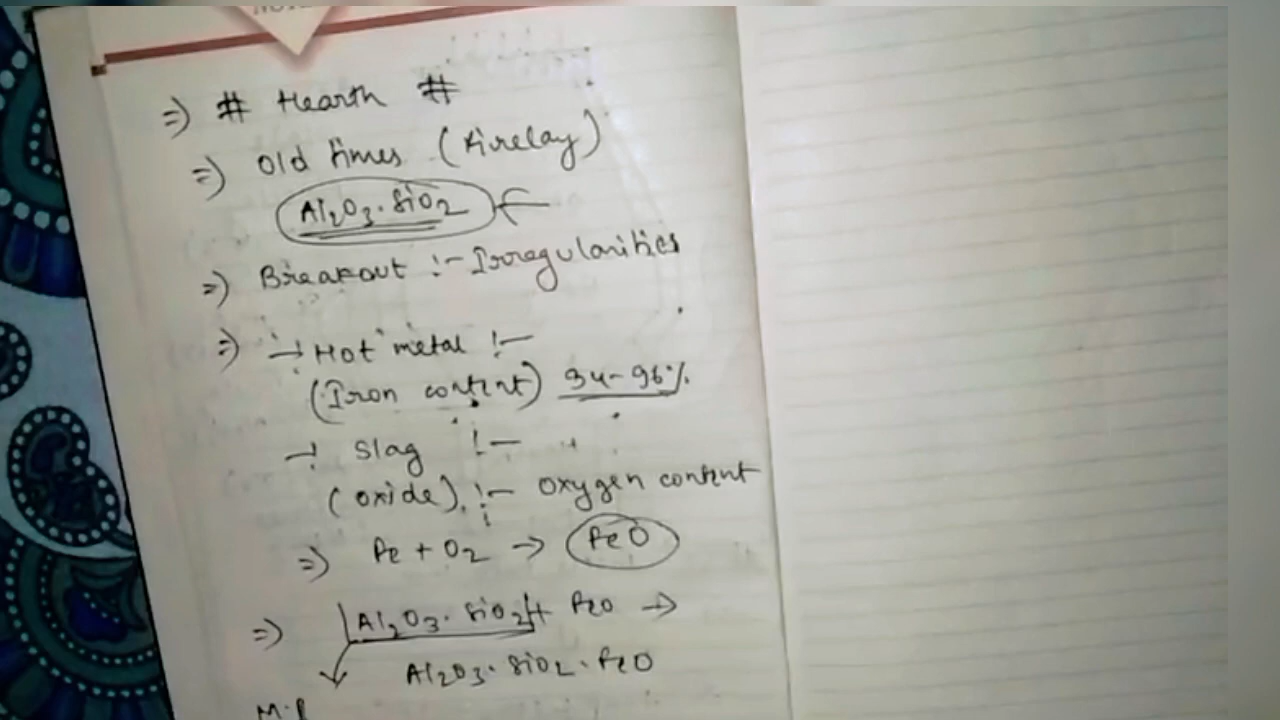 =) # Hearth #
=) Old times (Fireclay)
Al₂O₃·SiO₂ ←
=) Breakout :- Irregularities
=) → Hot metal :-
(Iron content) 94-96%
→ Slag :-
(oxide) :- oxygen content
=) Fe + O₂ → FeO
=) Al₂O₃·SiO₂ + FeO →
Al₂O₃·SiO₂·FeO
M.P